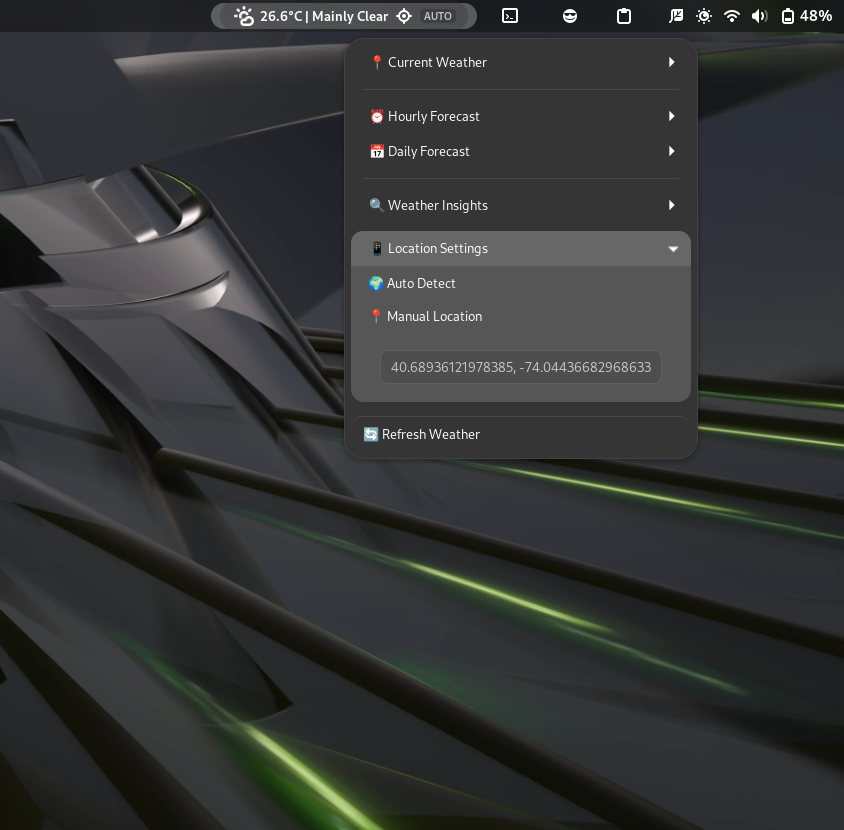 26.6°C | Mainly Clear AUTO 48%
Current Weather
Hourly Forecast
Daily Forecast
Weather Insights
Location Settings
Auto Detect
Manual Location
40.68936121978385, -74.04436682968633
Refresh Weather